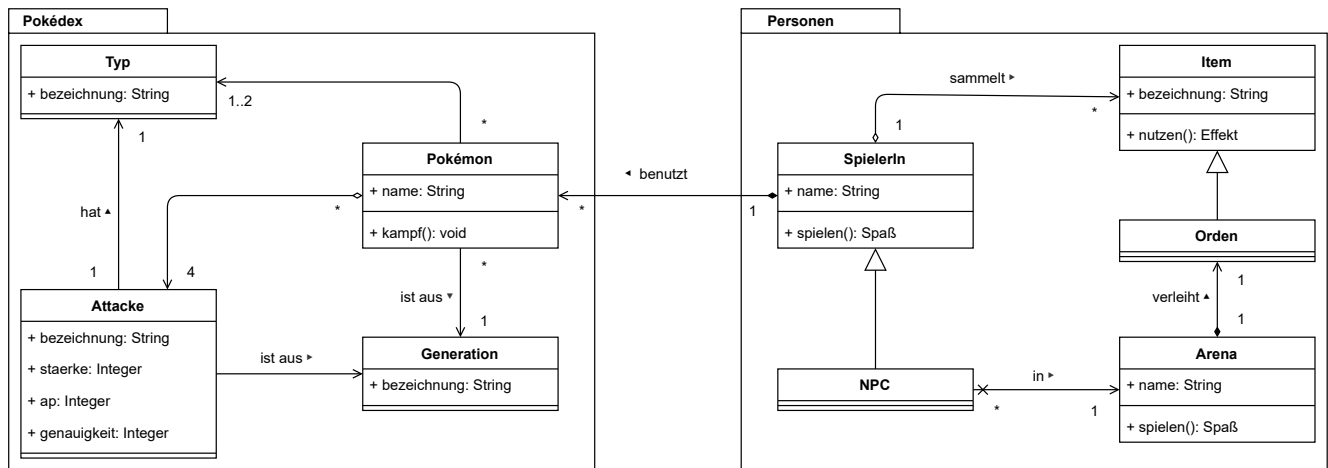 Pokédex
Typ
+ bezeichnung: String
1..2
1
*
Pokémon
+ name: String
+ kampf(): void
*
hat ▲
1
4
*
ist aus ▼
1
Attacke
+ bezeichnung: String
+ staerke: Integer
+ ap: Integer
+ genauigkeit: Integer
ist aus ►
Generation
+ bezeichnung: String
◄ benutzt
*
1
Personen
Item
+ bezeichnung: String
+ nutzen(): Effekt
sammelt ►
*
1
SpielerIn
+ name: String
+ spielen(): Spaß
Orden
1
verleiht ▲
1
NPC
in ►
*
1
Arena
+ name: String
+ spielen(): Spaß